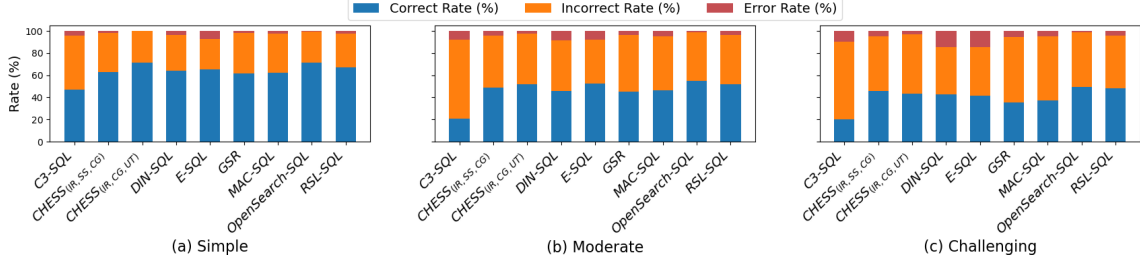 Correct Rate (%) Incorrect Rate (%) Error Rate (%)
Rate (%)
100
80
60
40
20
0
C3-SQL
CHESS(IR, SS, CG)
CHESS(IR, CG, UT)
DIN-SQL
E-SQL
GSR
MAC-SQL
OpenSearch-SQL
RSL-SQL
(a) Simple
C3-SQL
CHESS(IR, SS, CG)
CHESS(IR, CG, UT)
DIN-SQL
E-SQL
GSR
MAC-SQL
OpenSearch-SQL
RSL-SQL
(b) Moderate
C3-SQL
CHESS(IR, SS, CG)
CHESS(IR, CG, UT)
DIN-SQL
E-SQL
GSR
MAC-SQL
OpenSearch-SQL
RSL-SQL
(c) Challenging